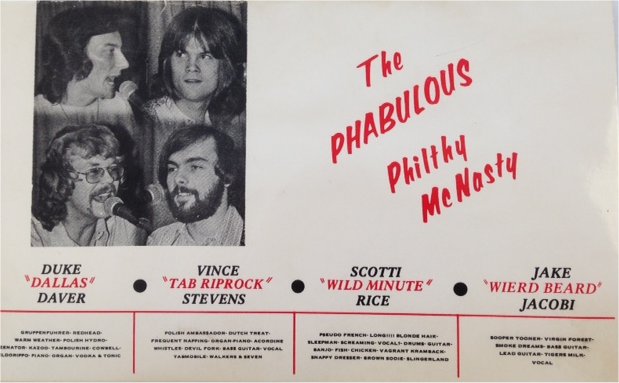 The
PHABULOUS
Philthy
McNasty
DUKE
"DALLAS"
DAVER
VINCE
"TAB RIPROCK"
STEVENS
SCOTTI
"WILD MINUTE"
RICE
JAKE
"WIERD BEARD"
JACOBI
GRUPPENFUHRER · REDHEAD ·
WARM WEATHER · POLISH HYDRO ·
KAZOO · TAMBOURINE · COWBELL ·
PIANO · ORGAN · VODKA & TONIC
POLISH AMBASSADOR · DUTCH TREAT ·
FREQUENT NAPPING · ORGAN · PIANO · ACORDINE
WHISTLES · DEVIL FORK · BASS GUITAR · VOCAL
TABMOBILE · WALKERS & SEVEN
PSEUDO FRENCH · LONG!!!! BLONDE HAIR ·
SLEEPMAN · SCREAMING · VOCAL? · DRUMS · GUITAR ·
BANJO · FISH · CHICKEN · VAGRANT KRAMBACK
SNAPPY DRESSER · BROWN SODIE · SLINGERLAND
SOOPER TOONER · VIRGIN FOREST ·
SMOKE DREAMS · BASS GUITAR ·
LEAD GUITAR · TIGERS MILK ·
VOCAL